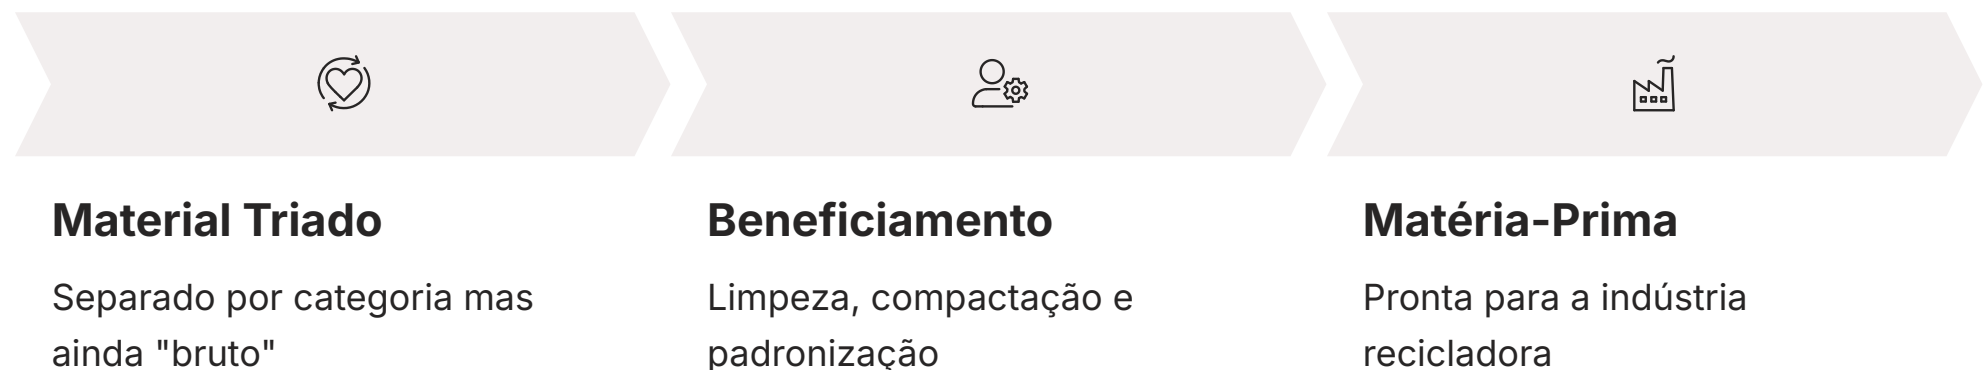 Material Triado
Separado por categoria mas
ainda "bruto"
Beneficiamento
Limpeza, compactação e
padronização
Matéria-Prima
Pronta para a indústria
recicladora